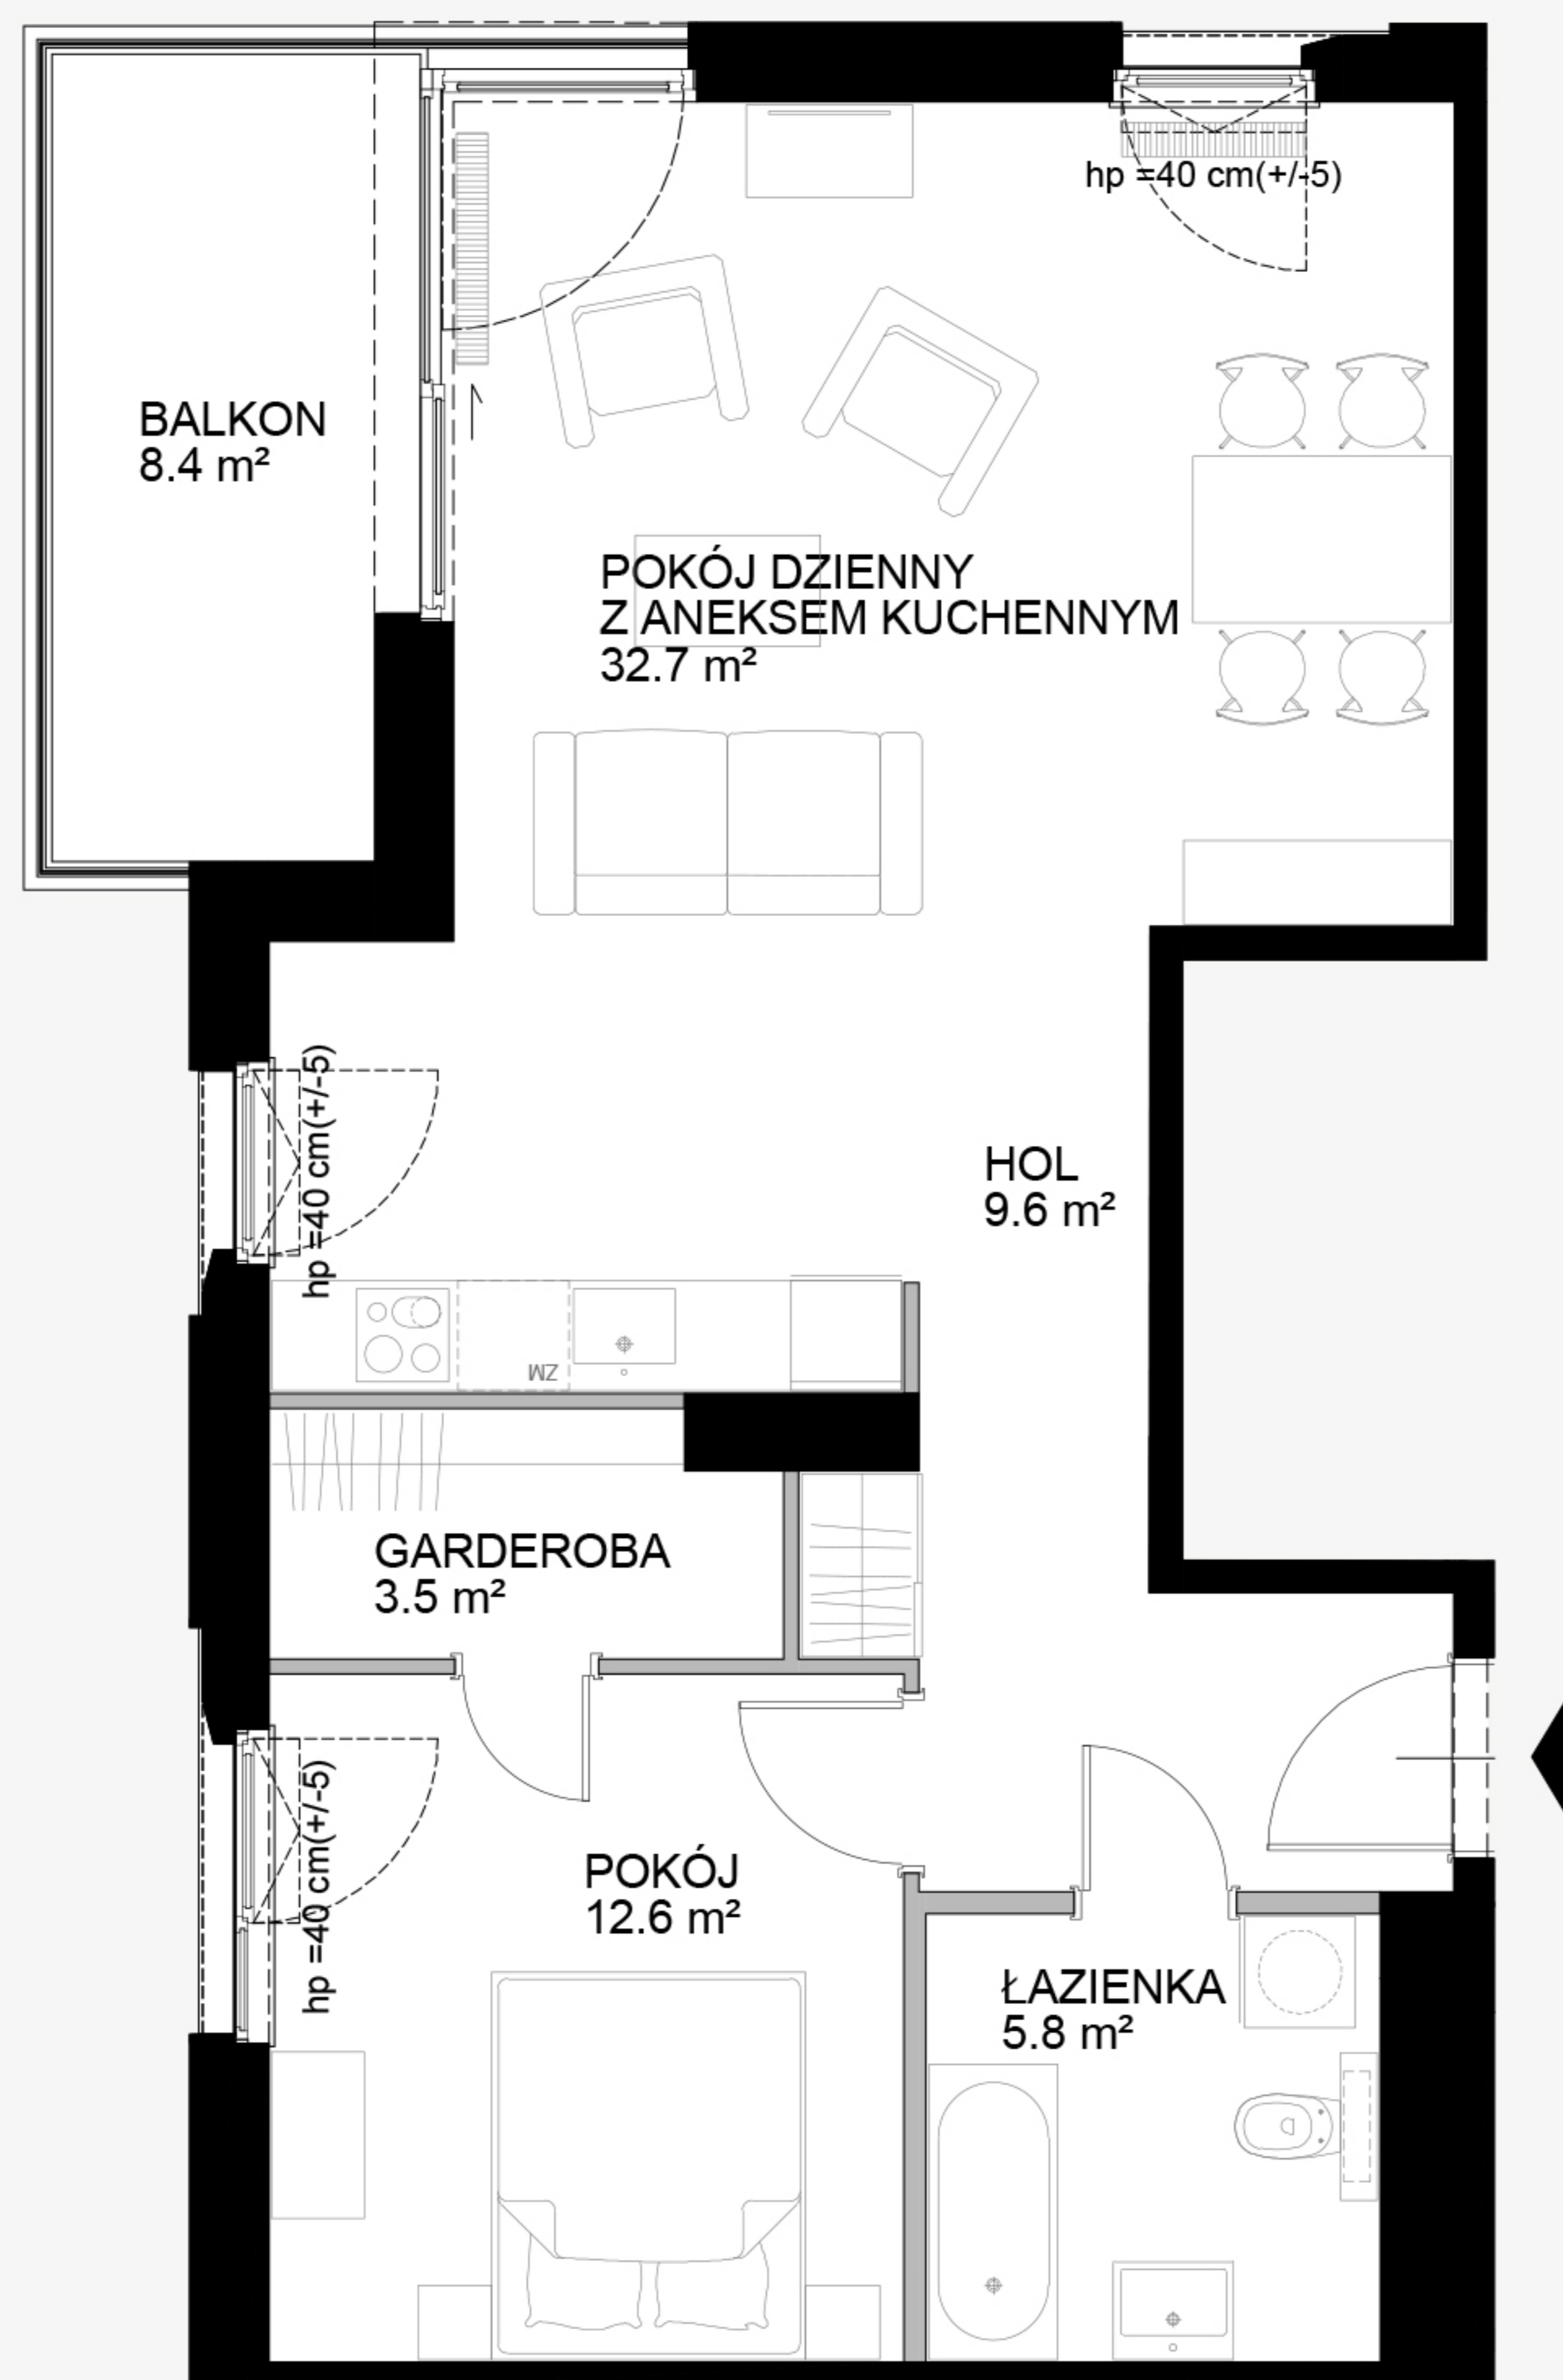 hp =40 cm(+/-5)
BALKON
8.4 m²
POKÓJ DZIENNY
Z ANEKSEM KUCHENNYM
32.7 m²
hp =40 cm(+/-5)
HOL
9.6 m²
ZM
GARDEROBA
3.5 m²
hp =40 cm(+/-5)
POKÓJ
12.6 m²
ŁAZIENKA
5.8 m²